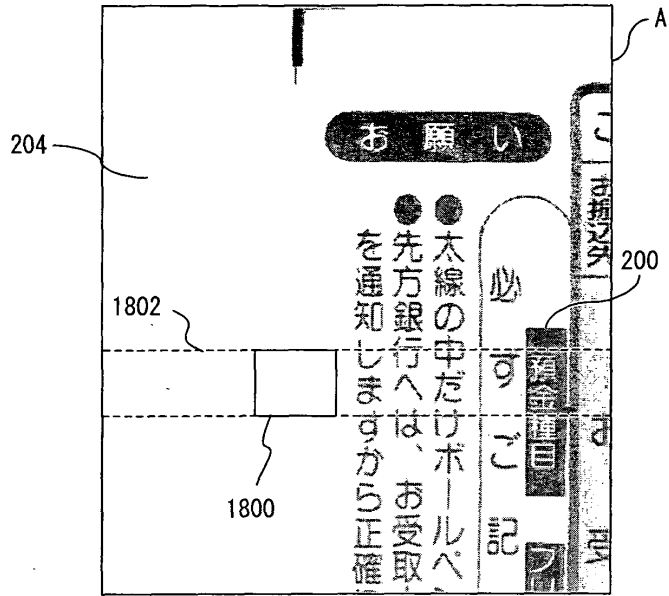 A
204
お願い
200
1802
1800
お振込
必ずご記
預金種目
フ
●太線の中だけボールペ
●先方銀行へは、お受取
を通知しますから正確